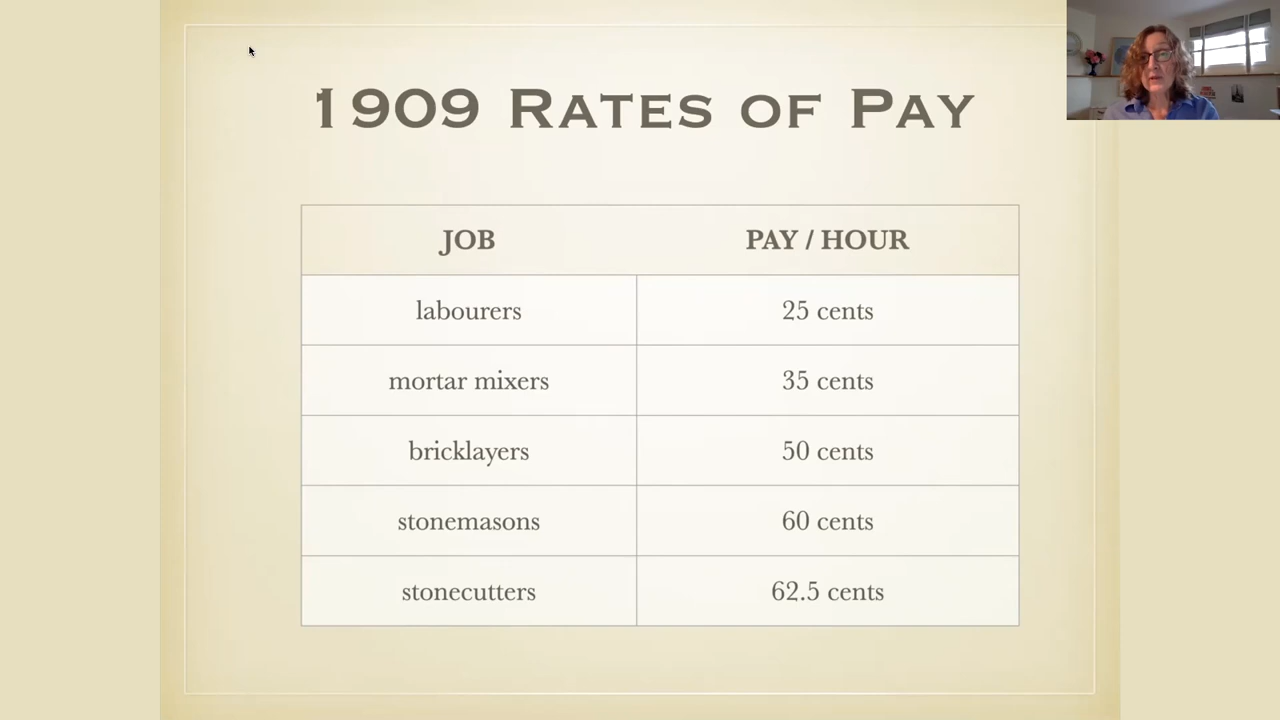 1909 Rates of Pay
JOB PAY / HOUR
labourers 25 cents
mortar mixers 35 cents
bricklayers 50 cents
stonemasons 60 cents
stonecutters 62.5 cents